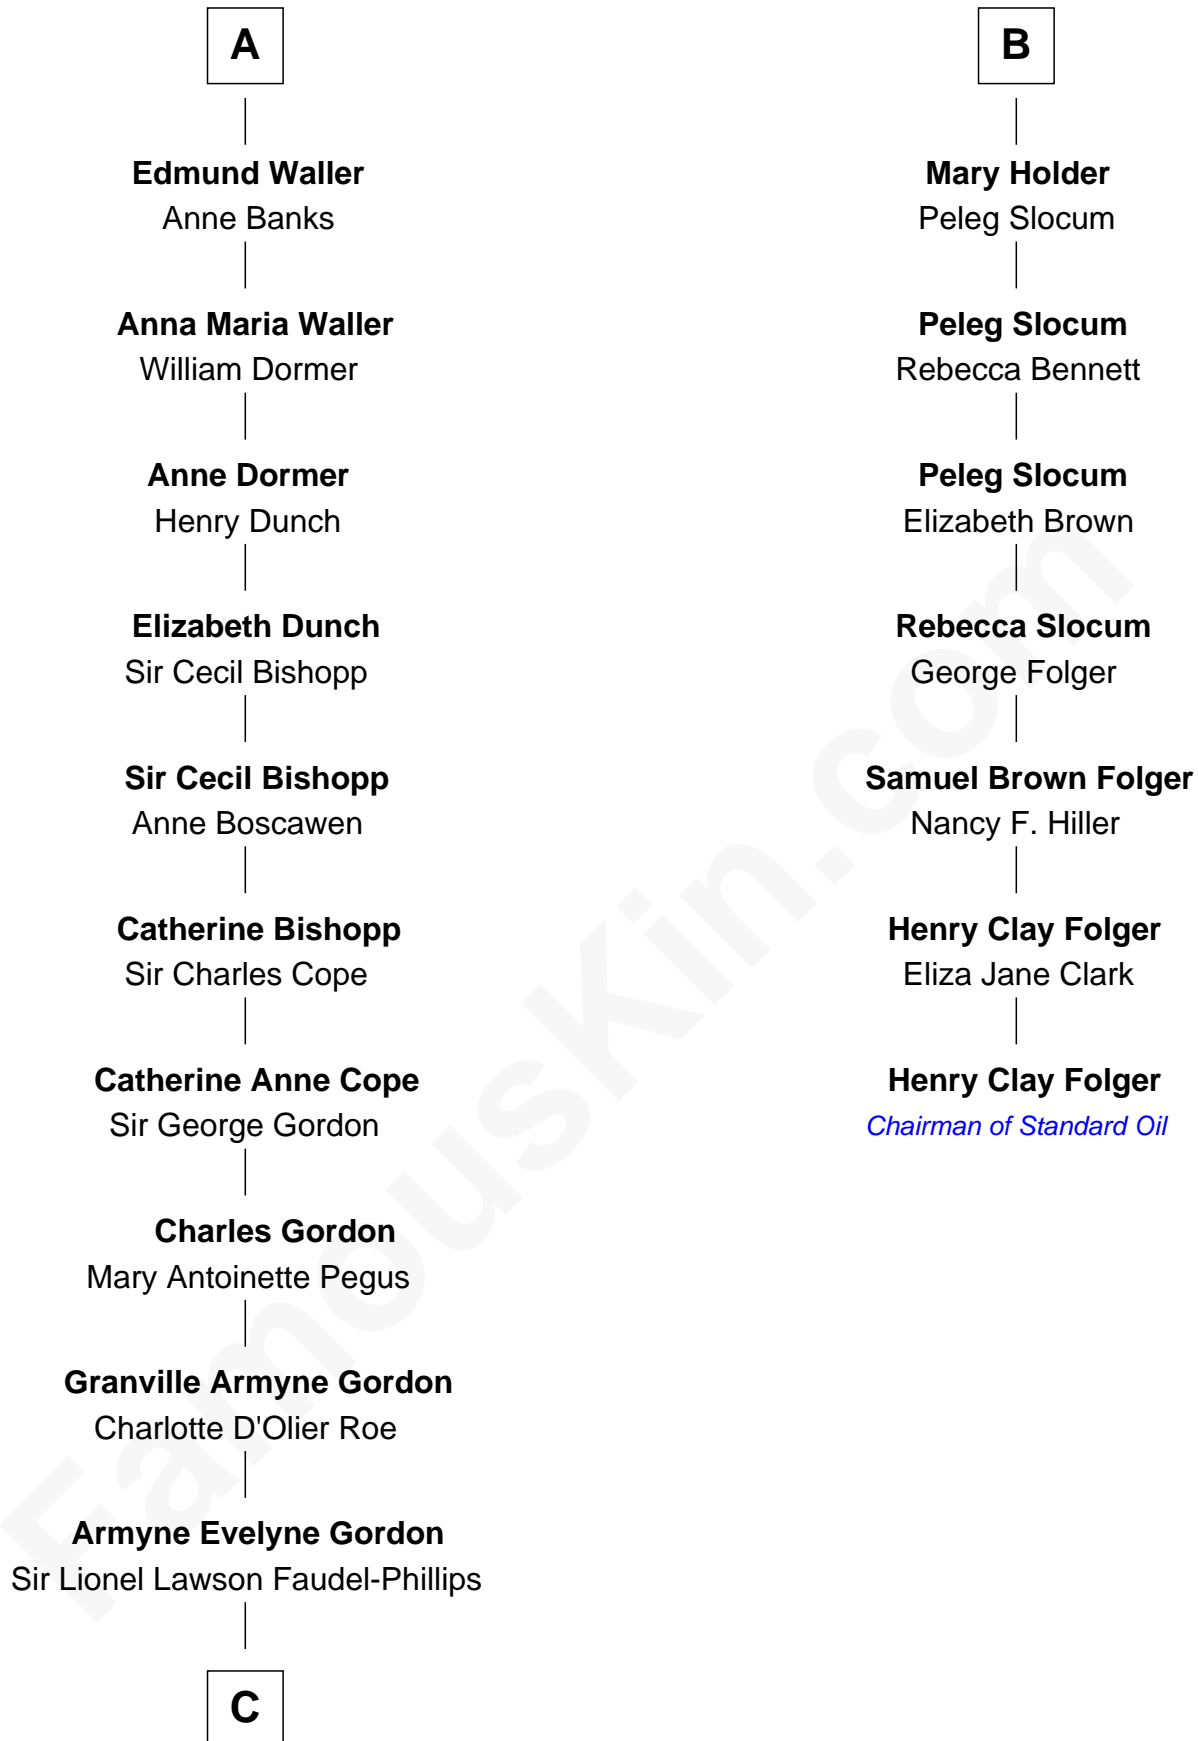 A
Edmund Waller
Anne Banks
Anna Maria Waller
William Dormer
Anne Dormer
Henry Dunch
Elizabeth Dunch
Sir Cecil Bishopp
Sir Cecil Bishopp
Anne Boscawen
Catherine Bishopp
Sir Charles Cope
Catherine Anne Cope
Sir George Gordon
Charles Gordon
Mary Antoinette Pegus
Granville Armyne Gordon
Charlotte D'Olier Roe
Armyne Evelyne Gordon
Sir Lionel Lawson Faudel-Phillips
C
B
Mary Holder
Peleg Slocum
Peleg Slocum
Rebecca Bennett
Peleg Slocum
Elizabeth Brown
Rebecca Slocum
George Folger
Samuel Brown Folger
Nancy F. Hiller
Henry Clay Folger
Eliza Jane Clark
Henry Clay Folger
Chairman of Standard Oil
FamousKin.com